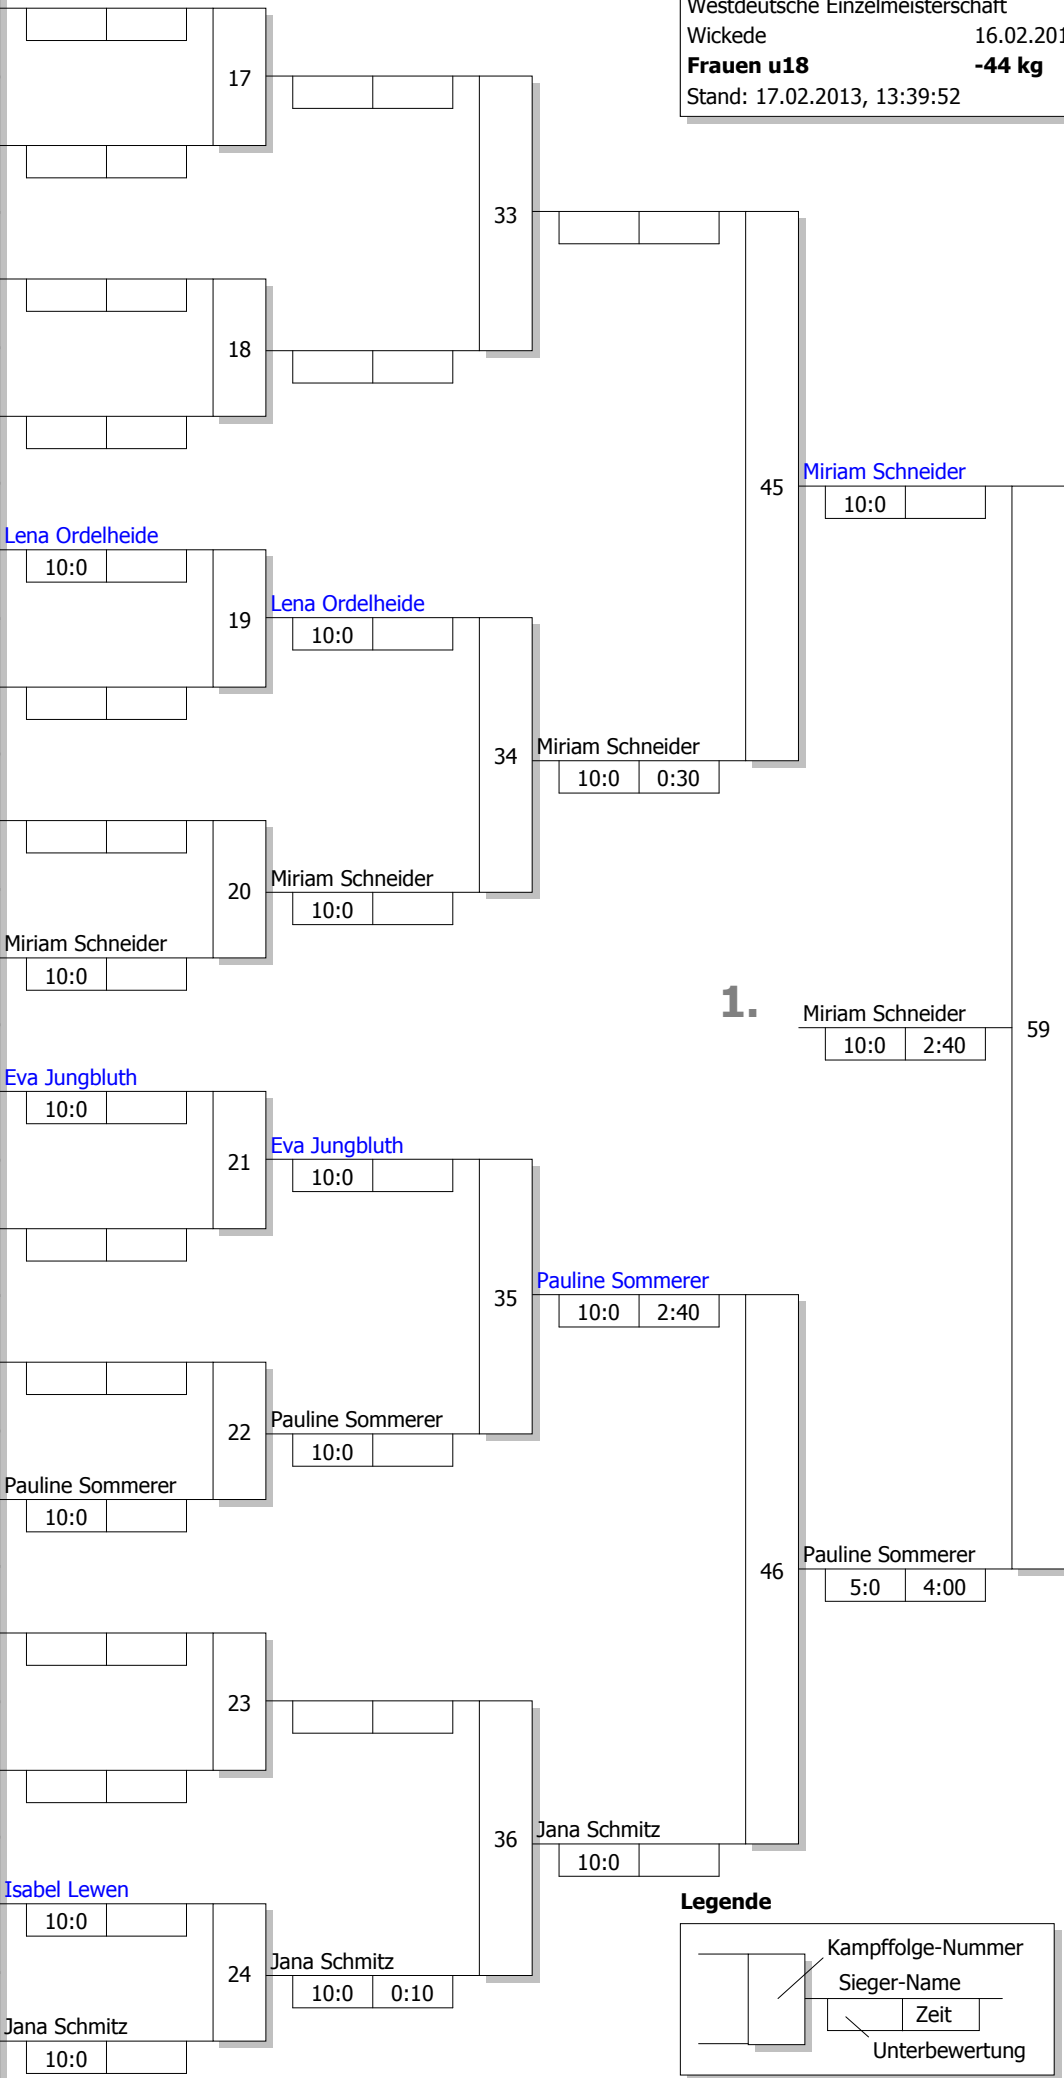 Westdeutsche Einzelmeisterschaft
Wickede 16.02.201
Frauen u18 -44 kg
Stand: 17.02.2013, 13:39:52
17
33
18
45
Miriam Schneider
10:0
Lena Ordelheide
10:0
19
Lena Ordelheide
10:0
34
Miriam Schneider
10:0 0:30
20
Miriam Schneider
10:0
Miriam Schneider
10:0
1.
Miriam Schneider
10:0 2:40
59
Eva Jungbluth
10:0
21
Eva Jungbluth
10:0
35
Pauline Sommerer
10:0 2:40
22
Pauline Sommerer
10:0
Pauline Sommerer
10:0
46
Pauline Sommerer
5:0 4:00
23
36
Jana Schmitz
10:0
Isabel Lewen
10:0
24
Jana Schmitz
10:0 0:10
Jana Schmitz
10:0
Legende
Kampffolge-Nummer
Sieger-Name
Zeit
Unterbewertung